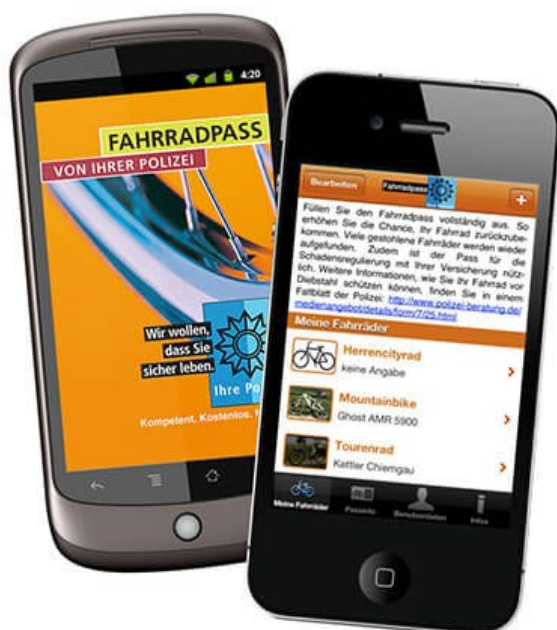 4:20
FAHRRADPASS
VON IHRER POLIZEI
Wir wollen,
dass Sie
sicher leben.
Ihre Po
Kompetent. Kostenlos. N
Bearbeiten
Fahrradpass
+
Füllen Sie den Fahrradpass vollständig aus. So
erhöhen Sie die Chance, Ihr Fahrrad zurückzube-
kommen. Viele gestohlene Fahrräder werden wieder
aufgefunden. Zudem ist der Pass für die
Schadensregulierung mit Ihrer Versicherung nütz-
lich. Weitere Informationen, wie Sie Ihr Fahrrad vor
Diebstahl schützen können, finden Sie in einem
Faltblatt der Polizei: http://www.polizei-beratung.de/
medienangebot/details/form/7/25.html
Meine Fahrräder
Herrencityrad
keine Angabe
Mountainbike
Ghost AMR 5900
Tourenrad
Kettler Chiemgau
Meine Fahrräder
Passinfo
Benutzerdaten
Infos